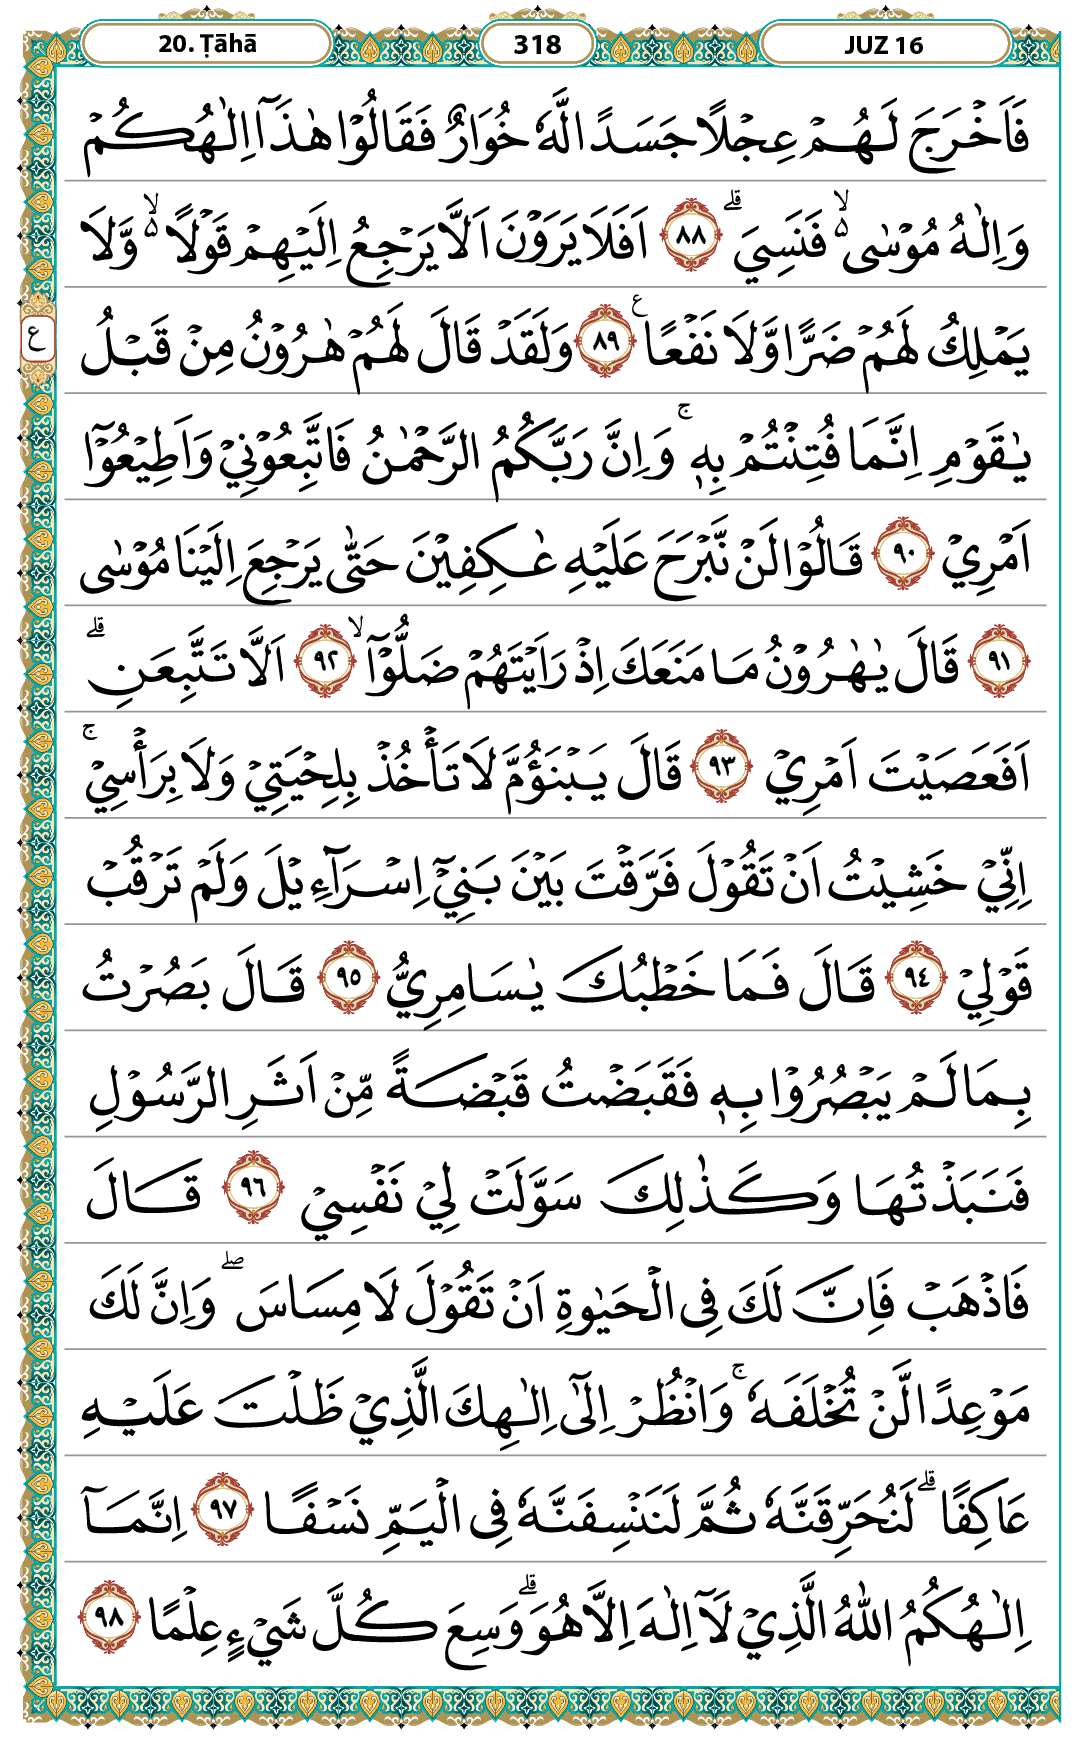 20. Ṭāhā 318 JUZ 16
فَاَخْرَجَ لَهُمْ عِجْلًا جَسَدًا الَّهٗ خُوَارٌ فَقَالُوْا هٰذَآ اِلٰهُكُمْ
وَاِلٰهُ مُوْسٰى ەۙ فَنَسِيَ ۗ ٨٨ اَفَلَا يَرَوْنَ اَلَّا يَرْجِعُ اِلَيْهِمْ قَوْلًا ەۙ وَّلَا
يَمْلِكُ لَهُمْ ضَرًّا وَّلَا نَفْعًا ࣖ ٨٩ وَلَقَدْ قَالَ لَهُمْ هٰرُوْنُ مِنْ قَبْلُ
ع
يٰقَوْمِ اِنَّمَا فُتِنْتُمْ بِهٖۚ وَاِنَّ رَبَّكُمُ الرَّحْمٰنُ فَاتَّبِعُوْنِيْ وَاَطِيْعُوْٓا
اَمْرِيْ ٩٠ قَالُوْا لَنْ نَّبْرَحَ عَلَيْهِ عٰكِفِيْنَ حَتّٰى يَرْجِعَ اِلَيْنَا مُوْسٰى
٩١ قَالَ يٰهٰرُوْنُ مَا مَنَعَكَ اِذْ رَاَيْتَهُمْ ضَلُّوْٓا ۙ ٩٢ اَلَّا تَتَّبِعَنِ ۗ
اَفَعَصَيْتَ اَمْرِيْ ٩٣ قَالَ يَبْنَؤُمَّ لَا تَأْخُذْ بِلِحْيَتِيْ وَلَا بِرَأْسِيْۚ
اِنِّيْ خَشِيْتُ اَنْ تَقُوْلَ فَرَّقْتَ بَيْنَ بَنِيْٓ اِسْرَاۤءِيْلَ وَلَمْ تَرْقُبْ
قَوْلِيْ ٩٤ قَالَ فَمَا خَطْبُكَ يٰسَامِرِيُّ ٩٥ قَالَ بَصُرْتُ
بِمَا لَمْ يَبْصُرُوْا بِهٖ فَقَبَضْتُ قَبْضَةً مِّنْ اَثَرِ الرَّسُوْلِ
فَنَبَذْتُهَا وَكَذٰلِكَ سَوَّلَتْ لِيْ نَفْسِيْ ٩٦ قَالَ
فَاذْهَبْ فَاِنَّ لَكَ فِى الْحَيٰوةِ اَنْ تَقُوْلَ لَا مِسَاسَ ۖ وَاِنَّ لَكَ
مَوْعِدًا لَّنْ تُخْلَفَهٗۚ وَانْظُرْ اِلٰٓى اِلٰهِكَ الَّذِيْ ظَلْتَ عَلَيْهِ
عَاكِفًا ۗ لَنُحَرِّقَنَّهٗ ثُمَّ لَنَنْسِفَنَّهٗ فِى الْيَمِّ نَسْفًا ٩٧ اِنَّمَآ
اِلٰهُكُمُ اللّٰهُ الَّذِيْ لَآ اِلٰهَ اِلَّا هُوَ ۗ وَسِعَ كُلَّ شَيْءٍ عِلْمًا ٩٨